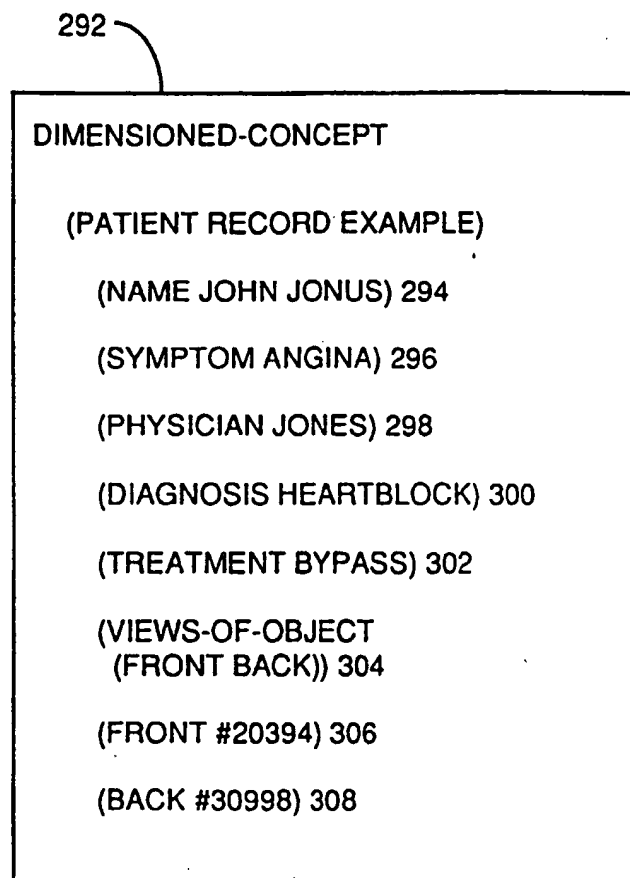 292
DIMENSIONED-CONCEPT
(PATIENT RECORD EXAMPLE)
(NAME JOHN JONUS) 294
(SYMPTOM ANGINA) 296
(PHYSICIAN JONES) 298
(DIAGNOSIS HEARTBLOCK) 300
(TREATMENT BYPASS) 302
(VIEWS-OF-OBJECT
(FRONT BACK)) 304
(FRONT #20394) 306
(BACK #30998) 308